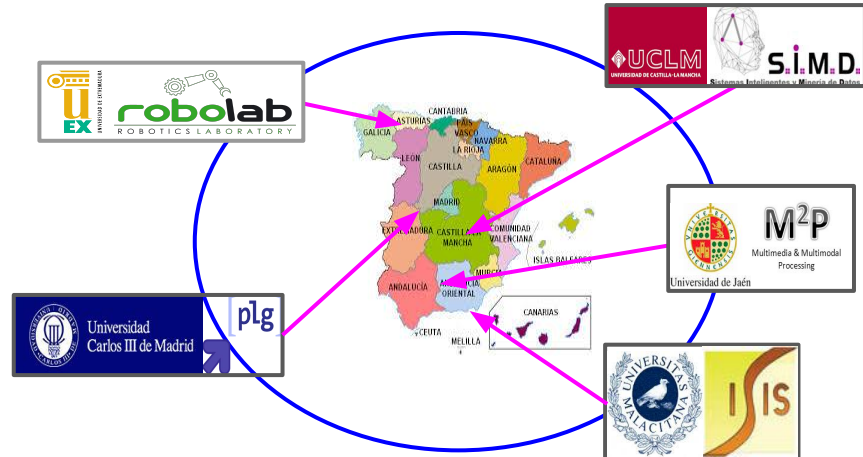 UCLM
UNIVERSIDAD DE CASTILLA-LA MANCHA
S.I.M.D.
Sistemas Inteligentes y Minería de Datos
UEX
UNIVERSIDAD DE EXTREMADURA
robolab
ROBOTICS LABORATORY
CANTABRIA
ASTURIAS
PAIS
VASCO
GALICIA
NAVARRA
LA RIOJA
LEÓN
CASTILLA
ARAGÓN
CATALUÑA
MADRID
EXTREMADURA
CASTILLA LA
MANCHA
COMUNIDAD
VALENCIANA
ISLAS BALEARES
MURCIA
ANDALUCÍA
ORIENTAL
CANARIAS
CEUTA
MELILLA
UNIVERSITAS
GIENNENSIS
Universidad de Jaén
M²P
Multimedia & Multimodal
Processing
Universidad
Carlos III de Madrid
[plg]
UNIVERSITAS
MALACITANA
ISIS